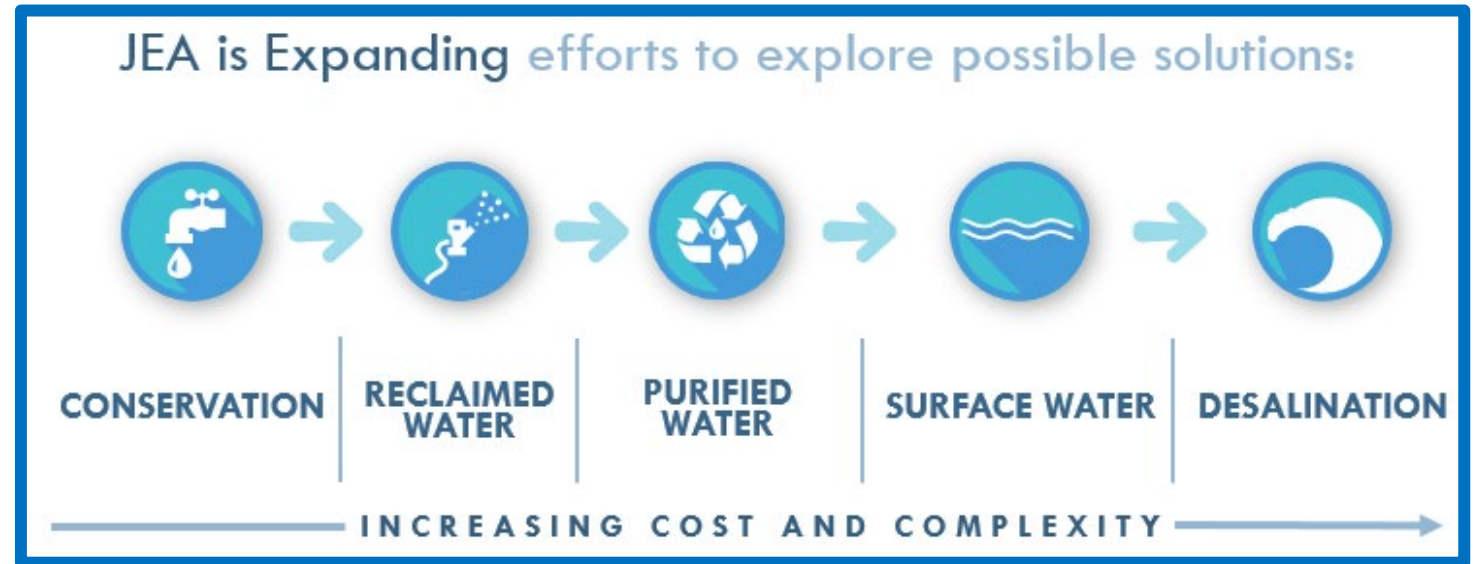 JEA is Expanding efforts to explore possible solutions:
CONSERVATION
RECLAIMED
WATER
PURIFIED
WATER
SURFACE WATER
DESALINATION
INCREASING COST AND COMPLEXITY